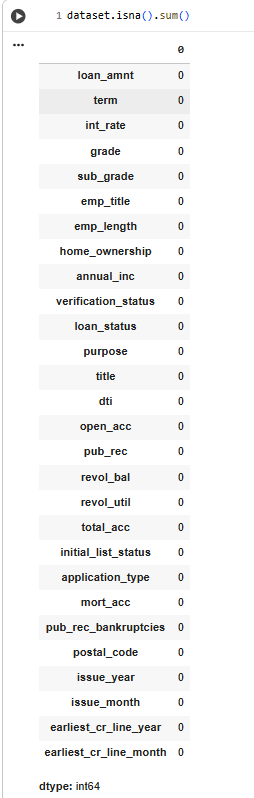 1 dataset.isna().sum()
0
loan_amnt 0
term 0
int_rate 0
grade 0
sub_grade 0
emp_title 0
emp_length 0
home_ownership 0
annual_inc 0
verification_status 0
loan_status 0
purpose 0
title 0
dti 0
open_acc 0
pub_rec 0
revol_bal 0
revol_util 0
total_acc 0
initial_list_status 0
application_type 0
mort_acc 0
pub_rec_bankruptcies 0
postal_code 0
issue_year 0
issue_month 0
earliest_cr_line_year 0
earliest_cr_line_month 0
dtype: int64